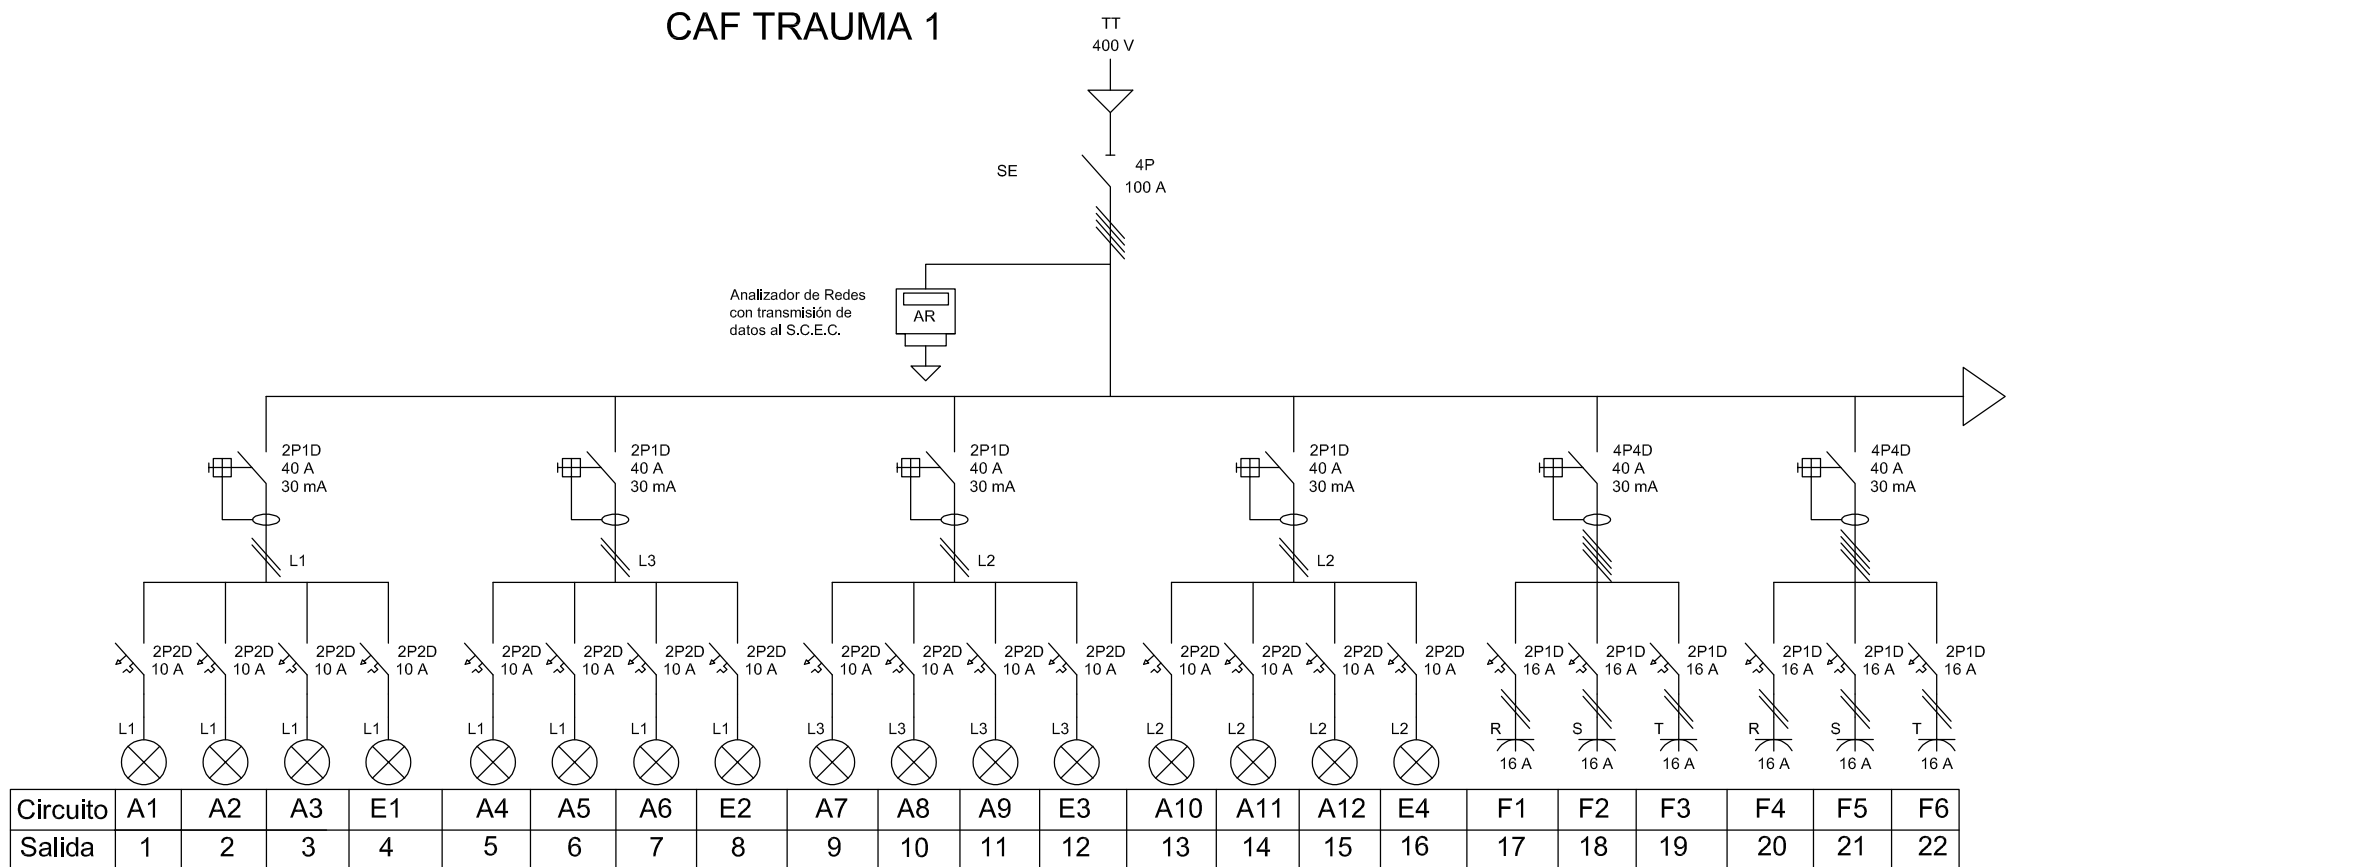 CAF TRAUMA 1
TT
400 V
SE
4P
100 A
Analizador de Redes
con transmisión de
datos al S.C.E.C.
AR
2P1D
40 A
30 mA
2P1D
40 A
30 mA
2P1D
40 A
30 mA
2P1D
40 A
30 mA
4P4D
40 A
30 mA
4P4D
40 A
30 mA
L1
L3
L2
L2
2P2D
10 A
2P2D
10 A
2P2D
10 A
2P2D
10 A
2P2D
10 A
2P2D
10 A
2P2D
10 A
2P2D
10 A
2P2D
10 A
2P2D
10 A
2P2D
10 A
2P2D
10 A
2P2D
10 A
2P2D
10 A
2P2D
10 A
2P2D
10 A
2P1D
16 A
2P1D
16 A
2P1D
16 A
2P1D
16 A
2P1D
16 A
2P1D
16 A
L1 L1 L1 L1 L1 L1 L1 L1 L3 L3 L3 L3 L2 L2 L2 L2 R S T R S T
16 A 16 A 16 A 16 A 16 A 16 A
Circuito A1 A2 A3 E1 A4 A5 A6 E2 A7 A8 A9 E3 A10 A11 A12 E4 F1 F2 F3 F4 F5 F6
Salida 1 2 3 4 5 6 7 8 9 10 11 12 13 14 15 16 17 18 19 20 21 22